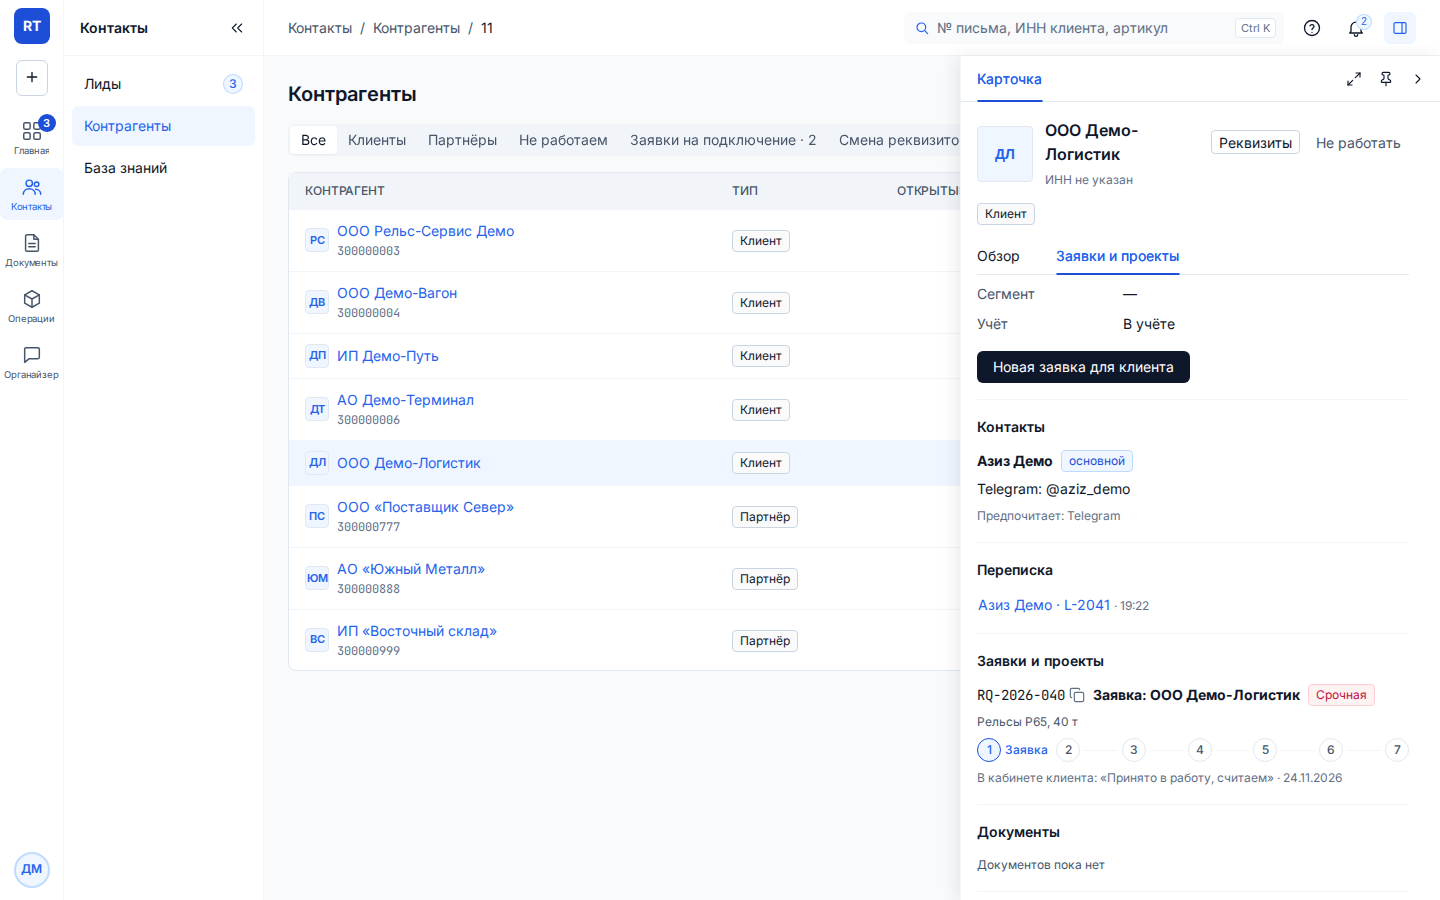 RT
Контакты
Контакты / Контрагенты / 11
№ письма, ИНН клиента, артикул
Ctrl K
2
3
Главная
Контакты
Документы
Операции
Органайзер
ДМ
Лиды 3
Контрагенты
База знаний
Контрагенты
Все Клиенты Партнёры Не работаем Заявки на подключение · 2 Смена реквизито
КОНТРАГЕНТ ТИП ОТКРЫТЫ
РС ООО Рельс-Сервис Демо Клиент
300000003
ДВ ООО Демо-Вагон Клиент
300000004
ДП ИП Демо-Путь Клиент
ДТ АО Демо-Терминал Клиент
300000006
ДЛ ООО Демо-Логистик Клиент
ПС ООО «Поставщик Север» Партнёр
300000777
ЮМ АО «Южный Металл» Партнёр
300000888
ВС ИП «Восточный склад» Партнёр
300000999
Карточка
ДЛ
ООО Демо-
Логистик
ИНН не указан
Реквизиты Не работать
Клиент
Обзор Заявки и проекты
Сегмент —
Учёт В учёте
Новая заявка для клиента
Контакты
Азиз Демо основной
Telegram: @aziz_demo
Предпочитает: Telegram
Переписка
Азиз Демо · L-2041 · 19:22
Заявки и проекты
RQ-2026-040 Заявка: ООО Демо-Логистик Срочная
Рельсы Р65, 40 т
1 Заявка 2 3 4 5 6 7
В кабинете клиента: «Принято в работу, считаем» · 24.11.2026
Документы
Документов пока нет